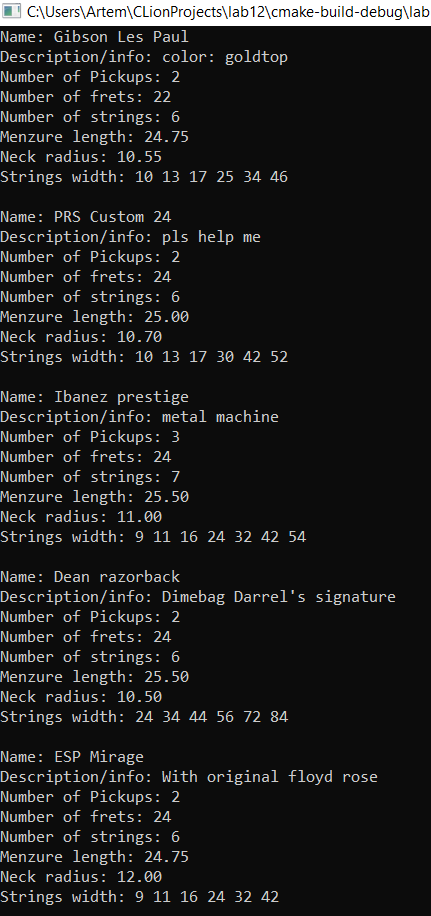 C:\Users\Artem\CLionProjects\lab12\cmake-build-debug\lab
Name: Gibson Les Paul
Description/info: color: goldtop
Number of Pickups: 2
Number of frets: 22
Number of strings: 6
Menzure length: 24.75
Neck radius: 10.55
Strings width: 10 13 17 25 34 46
Name: PRS Custom 24
Description/info: pls help me
Number of Pickups: 2
Number of frets: 24
Number of strings: 6
Menzure length: 25.00
Neck radius: 10.70
Strings width: 10 13 17 30 42 52
Name: Ibanez prestige
Description/info: metal machine
Number of Pickups: 3
Number of frets: 24
Number of strings: 7
Menzure length: 25.50
Neck radius: 11.00
Strings width: 9 11 16 24 32 42 54
Name: Dean razorback
Description/info: Dimebag Darrel's signature
Number of Pickups: 2
Number of frets: 24
Number of strings: 6
Menzure length: 25.50
Neck radius: 10.50
Strings width: 24 34 44 56 72 84
Name: ESP Mirage
Description/info: With original floyd rose
Number of Pickups: 2
Number of frets: 24
Number of strings: 6
Menzure length: 24.75
Neck radius: 12.00
Strings width: 9 11 16 24 32 42